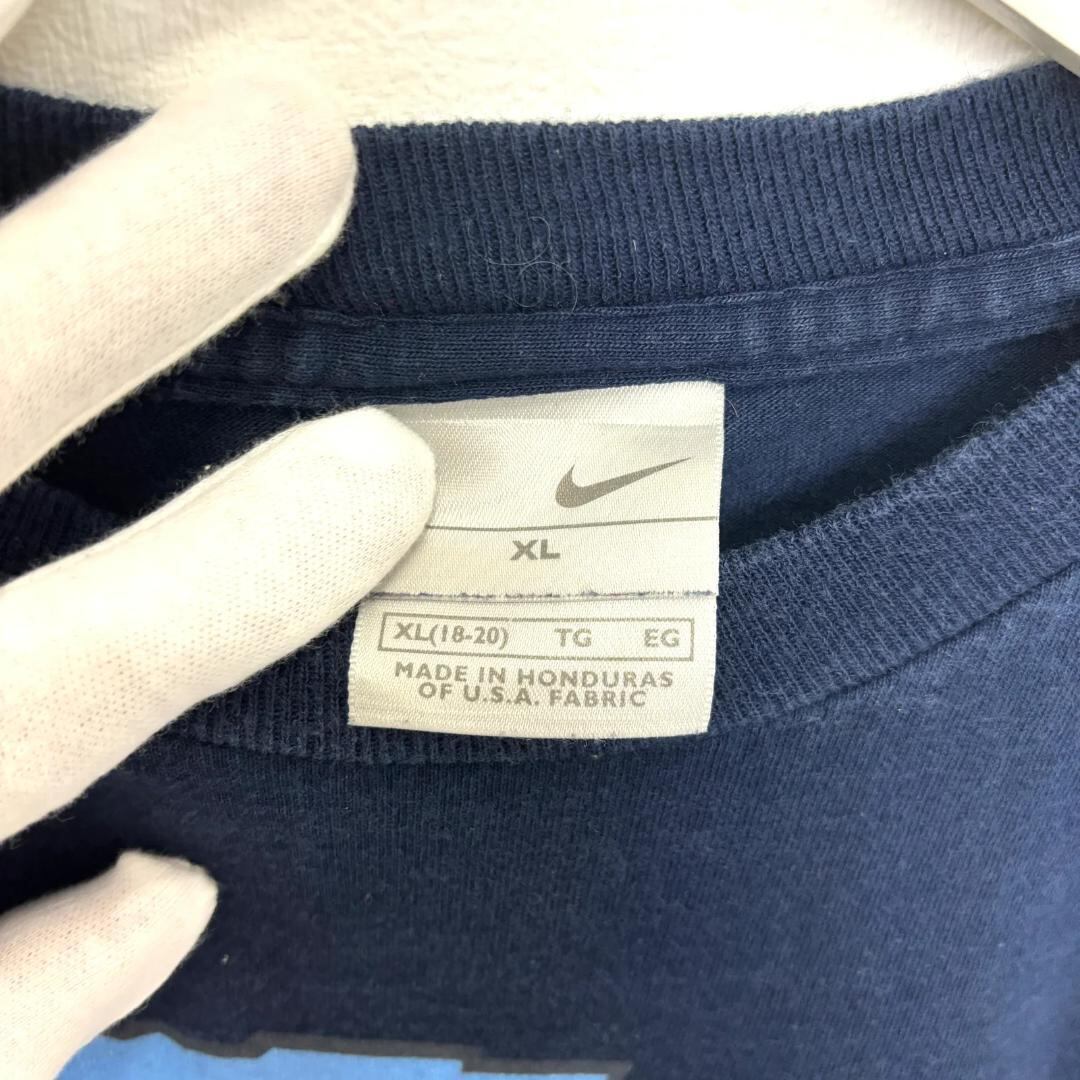 XL
XL(18-20) TG EG
MADE IN HONDURAS
OF U.S.A. FABRIC